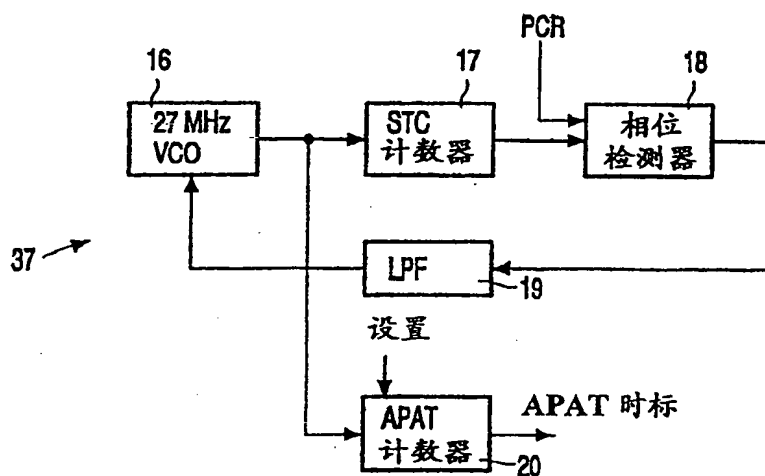 PCR
16
17
18
27 MHz
VCO
STC
计数器
相位
检测器
37
LPF
19
设置
APAT
计数器
APAT 时标
20